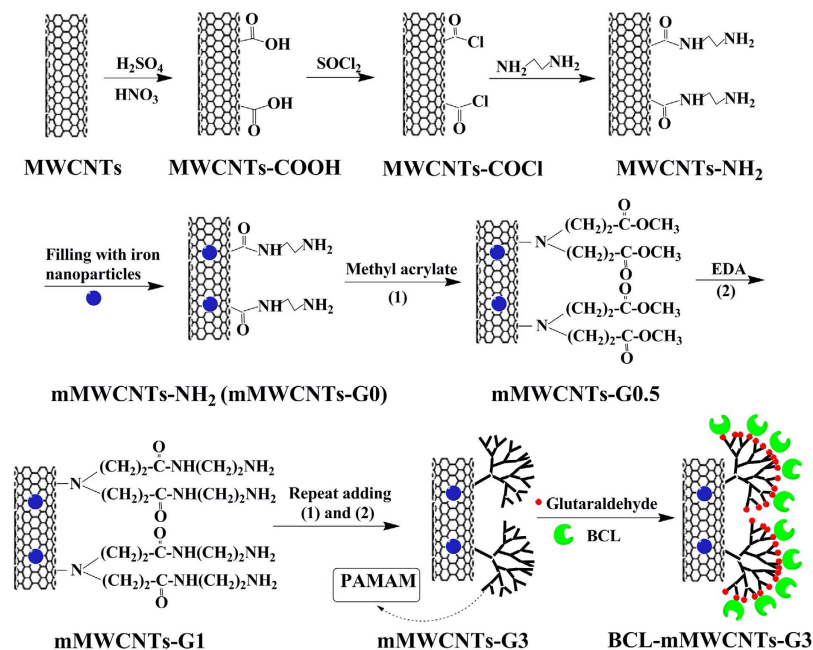 H₂SO₄
HNO₃
O
OH
OH
O
SOCl₂
O
Cl
Cl
O
NH₂ NH₂
O
NH NH₂
NH NH₂
O
MWCNTs
MWCNTs-COOH
MWCNTs-COCl
MWCNTs-NH₂
Filling with iron
nanoparticles
O
NH NH₂
NH NH₂
O
Methyl acrylate
(1)
O
(CH₂)₂-C-OCH₃
N
(CH₂)₂-C-OCH₃
O
O
(CH₂)₂-C-OCH₃
N
(CH₂)₂-C-OCH₃
O
EDA
(2)
mMWCNTs-NH₂ (mMWCNTs-G0)
mMWCNTs-G0.5
O
(CH₂)₂-C-NH(CH₂)₂NH₂
N
(CH₂)₂-C-NH(CH₂)₂NH₂
O
O
(CH₂)₂-C-NH(CH₂)₂NH₂
N
(CH₂)₂-C-NH(CH₂)₂NH₂
O
Repeat adding
(1) and (2)
PAMAM
Glutaraldehyde
BCL
mMWCNTs-G1
mMWCNTs-G3
BCL-mMWCNTs-G3